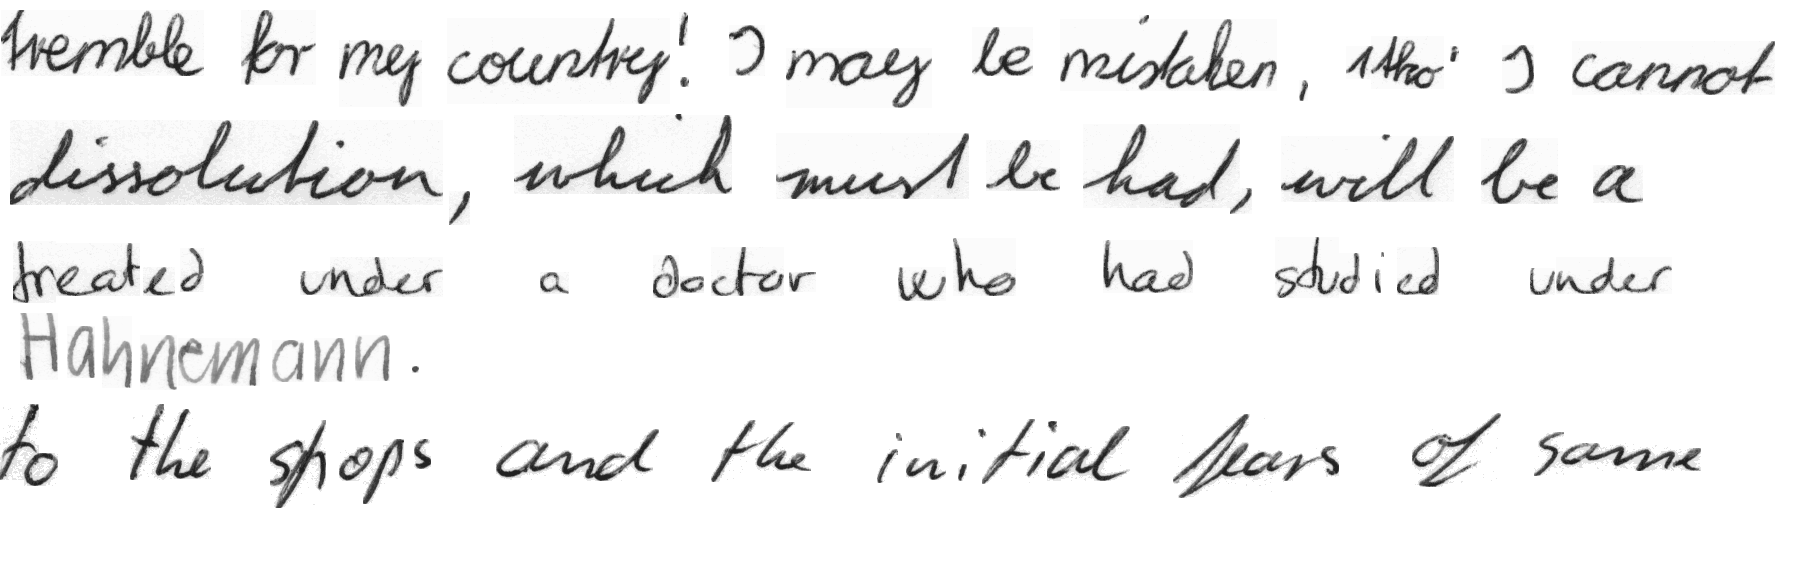 tremble for my country! I may be mistaken, 'tho' I cannot
dissolution, which must be had, will be a
treated under a doctor who had studied under
Hahnemann.
to the shops and the initial fears of some